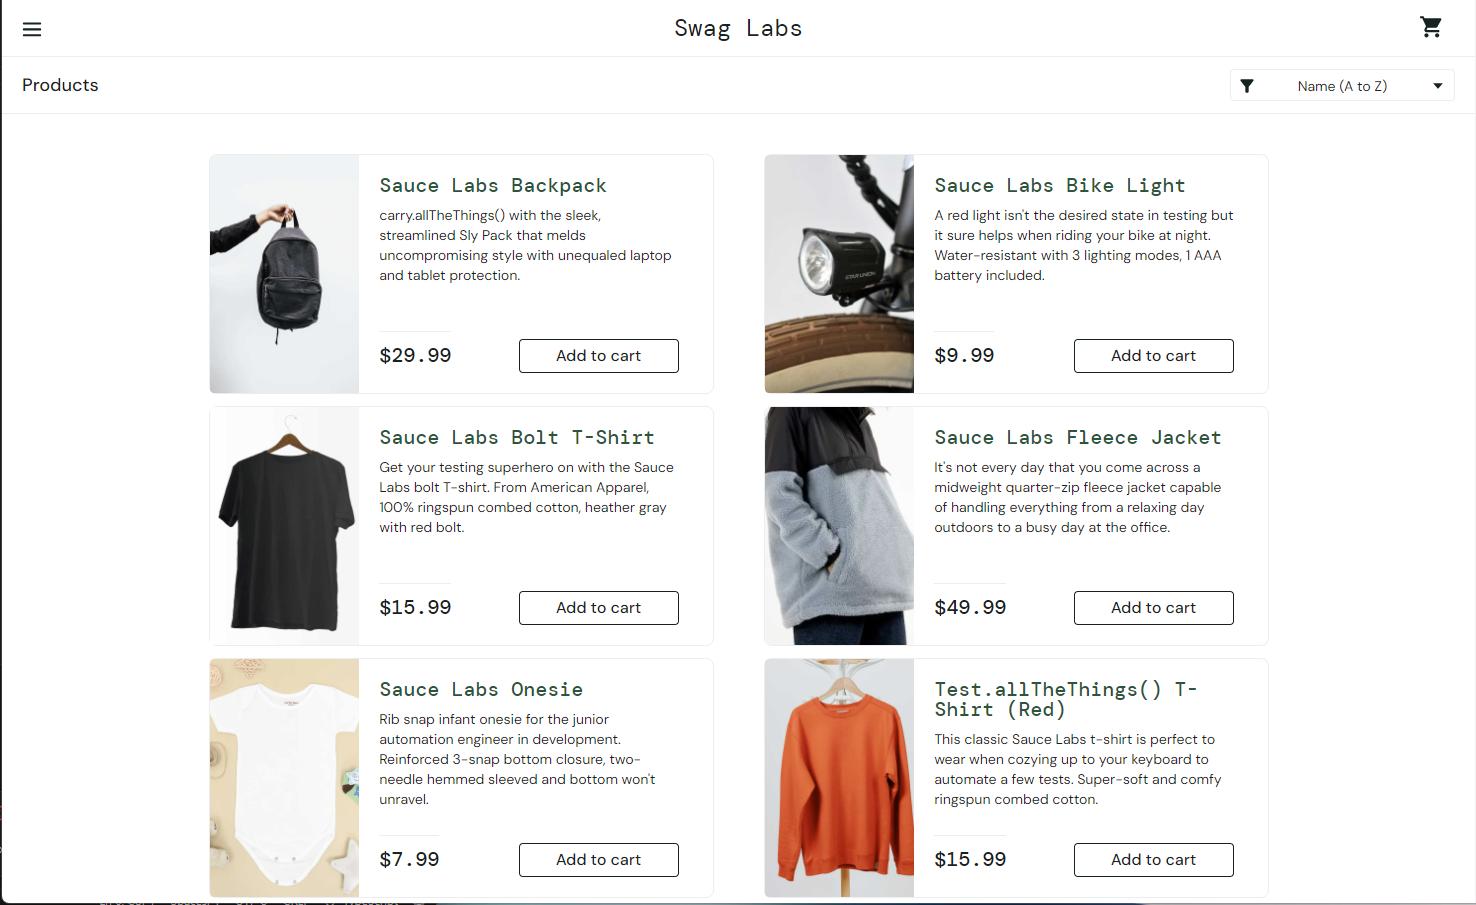 Swag Labs
Products
Name (A to Z)
Sauce Labs Backpack
carry.allTheThings() with the sleek,
streamlined Sly Pack that melds
uncompromising style with unequaled laptop
and tablet protection.
$29.99
Add to cart
Sauce Labs Bike Light
A red light isn't the desired state in testing but
it sure helps when riding your bike at night.
Water-resistant with 3 lighting modes, 1 AAA
battery included.
$9.99
Add to cart
STAR UNION
Sauce Labs Bolt T-Shirt
Get your testing superhero on with the Sauce
Labs bolt T-shirt. From American Apparel,
100% ringspun combed cotton, heather gray
with red bolt.
$15.99
Add to cart
Sauce Labs Fleece Jacket
It's not every day that you come across a
midweight quarter-zip fleece jacket capable
of handling everything from a relaxing day
outdoors to a busy day at the office.
$49.99
Add to cart
Sauce Labs Onesie
Rib snap infant onesie for the junior
automation engineer in development.
Reinforced 3-snap bottom closure, two-
needle hemmed sleeved and bottom won't
unravel.
$7.99
Add to cart
Test.allTheThings() T-
Shirt (Red)
This classic Sauce Labs t-shirt is perfect to
wear when cozying up to your keyboard to
automate a few tests. Super-soft and comfy
ringspun combed cotton.
$15.99
Add to cart